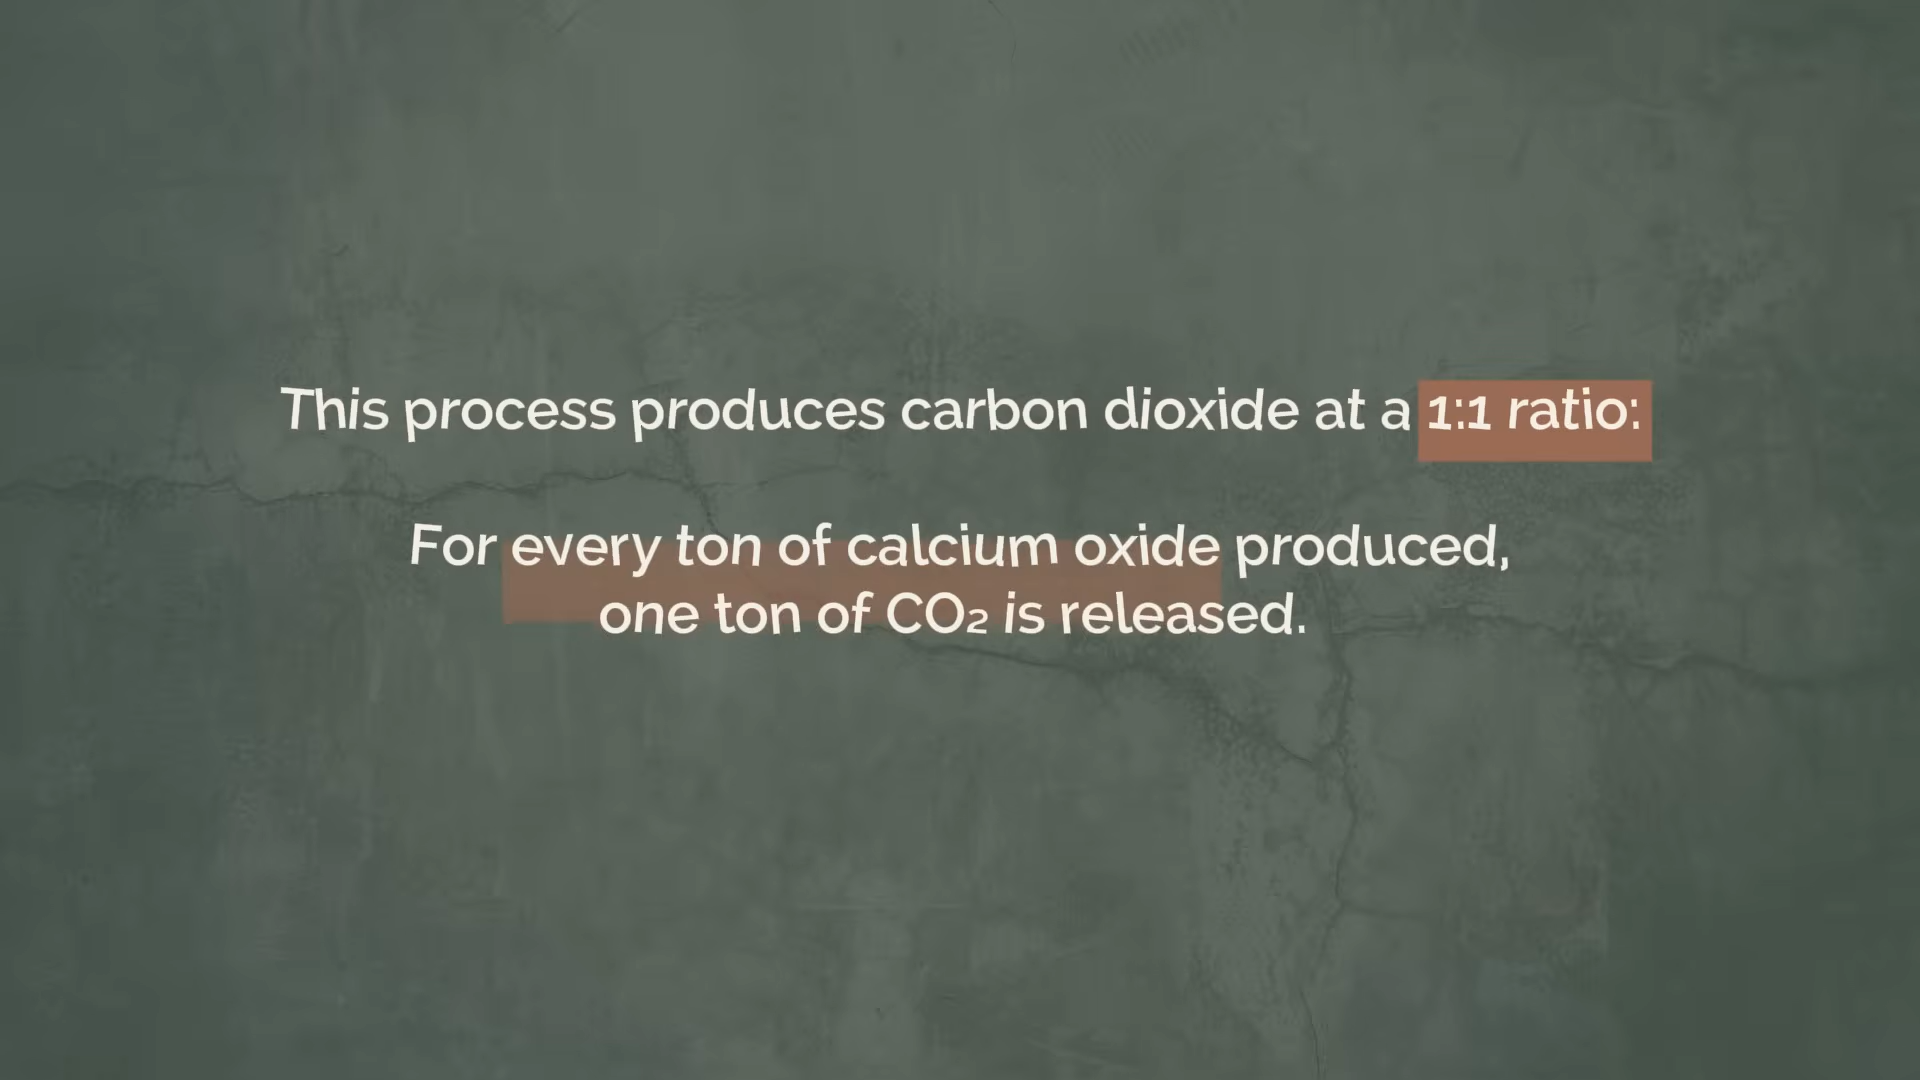 This process produces carbon dioxide at a 1:1 ratio:
For every ton of calcium oxide produced,
one ton of CO₂ is released.